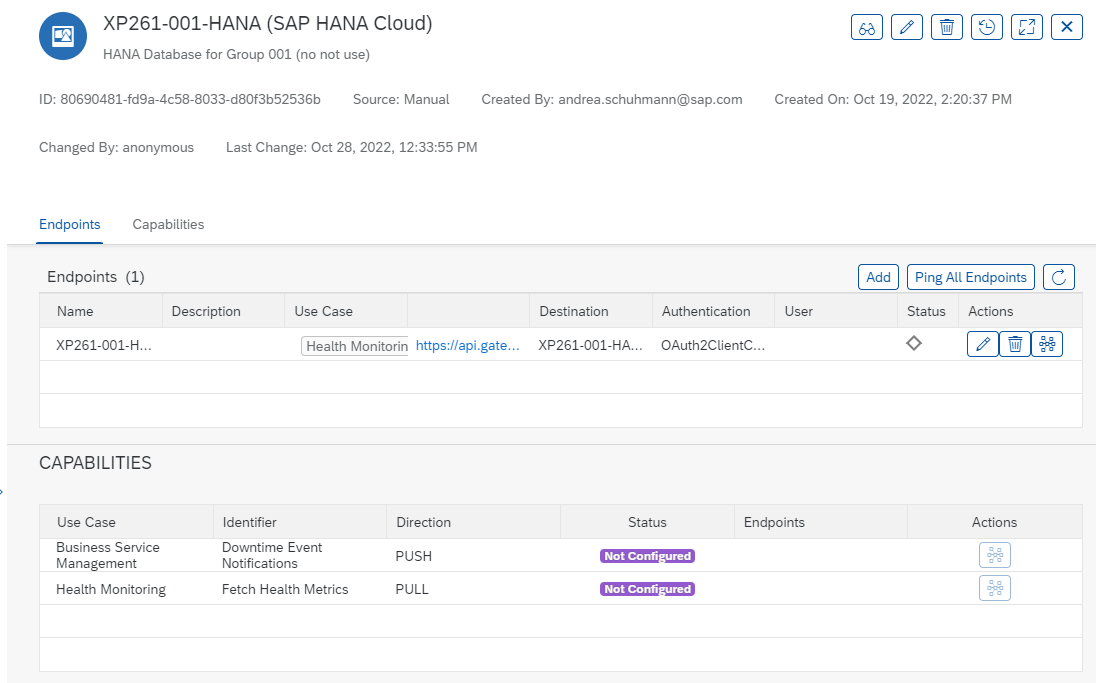 XP261-001-HANA (SAP HANA Cloud)
HANA Database for Group 001 (no not use)
ID: 80690481-fd9a-4c58-8033-d80f3b52536b Source: Manual Created By: andrea.schuhmann@sap.com Created On: Oct 19, 2022, 2:20:37 PM
Changed By: anonymous Last Change: Oct 28, 2022, 12:33:55 PM
Endpoints Capabilities
Endpoints (1) Add Ping All Endpoints
Name Description Use Case Destination Authentication User Status Actions
XP261-001-H... Health Monitorin https://api.gate... XP261-001-HA... OAuth2ClientC...
CAPABILITIES
Use Case Identifier Direction Status Endpoints Actions
Business Service Management Downtime Event Notifications PUSH Not Configured
Health Monitoring Fetch Health Metrics PULL Not Configured